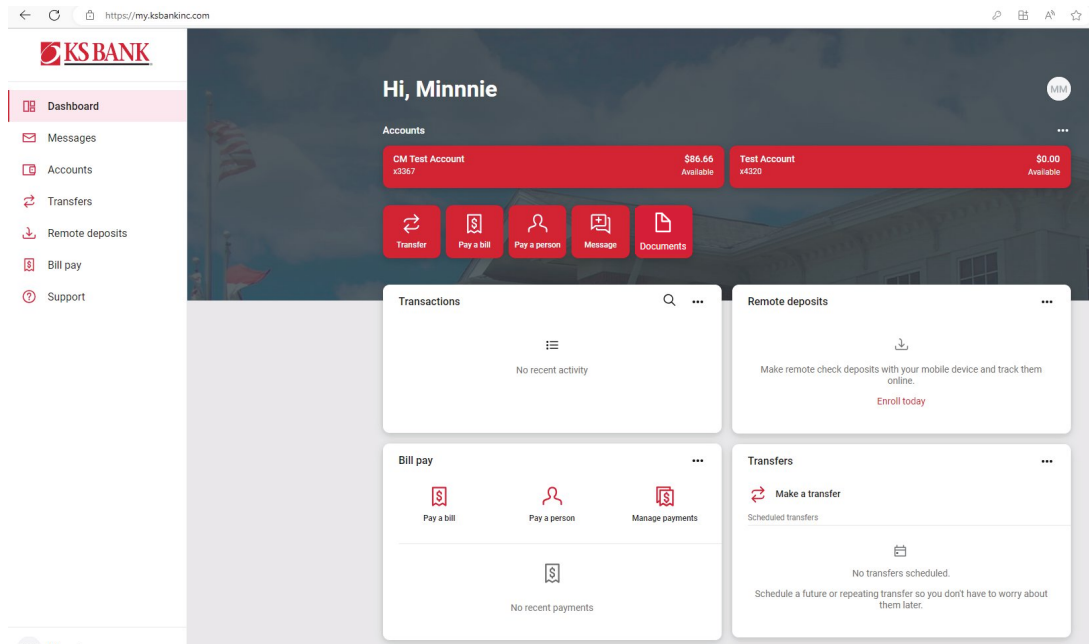 https://my.ksbankinc.com
KS BANK
Dashboard
Messages
Accounts
Transfers
Remote deposits
Bill pay
Support
Hi, Minnnie
MM
Accounts
CM Test Account $86.66
x3367 Available
Test Account $0.00
x4320 Available
Transfer
Pay a bill
Pay a person
Message
Documents
Transactions
No recent activity
Remote deposits
Make remote check deposits with your mobile device and track them
online.
Enroll today
Bill pay
Pay a bill
Pay a person
Manage payments
No recent payments
Transfers
Make a transfer
Scheduled transfers
No transfers scheduled.
Schedule a future or repeating transfer so you don't have to worry about
them later.